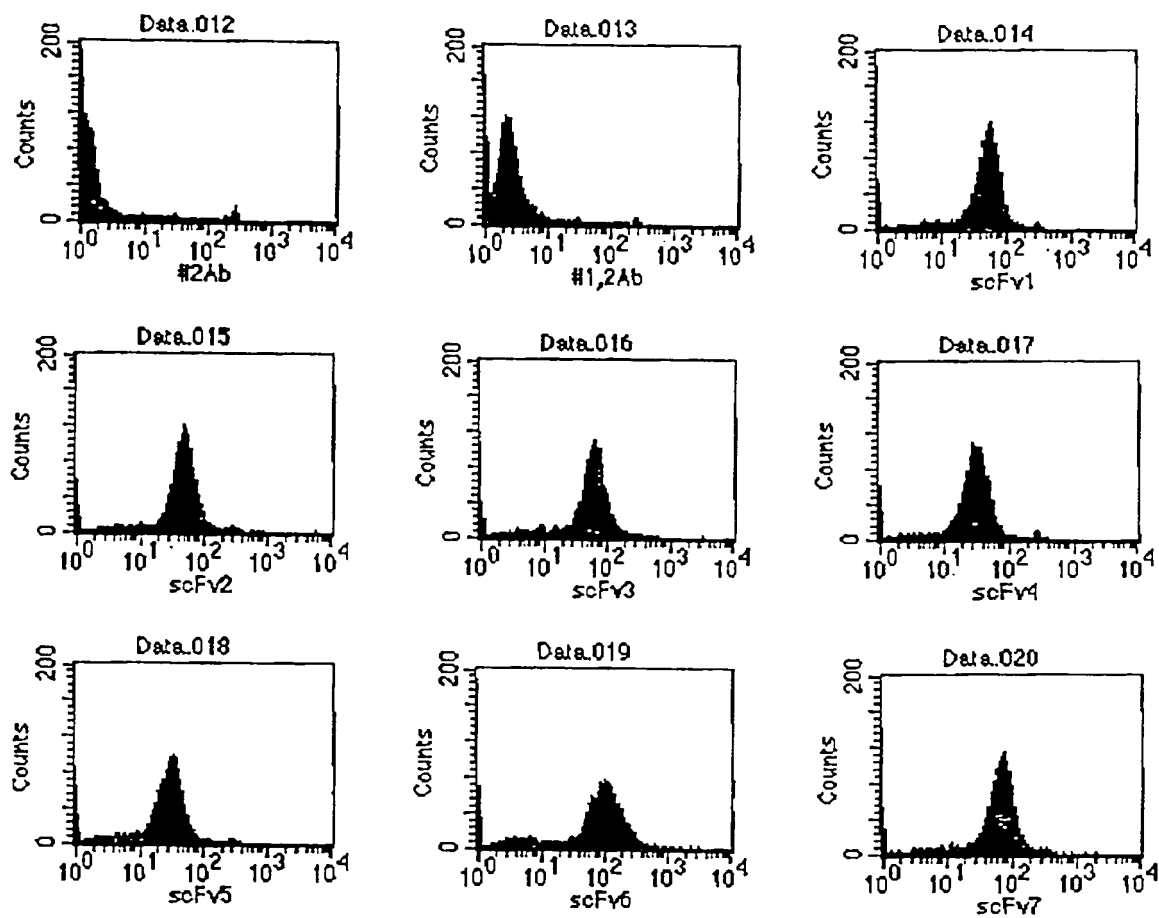 Data.012
200
Counts
0
10^0 10^1 10^2 10^3 10^4
#2Ab
Data.013
200
Counts
0
10^0 10^1 10^2 10^3 10^4
#1,2Ab
Data.014
200
Counts
0
10^0 10^1 10^2 10^3 10^4
scFv1
Data.015
200
Counts
0
10^0 10^1 10^2 10^3 10^4
scFv2
Data.016
200
Counts
0
10^0 10^1 10^2 10^3 10^4
scFv3
Data.017
200
Counts
0
10^0 10^1 10^2 10^3 10^4
scFv4
Data.018
200
Counts
0
10^0 10^1 10^2 10^3 10^4
scFv5
Data.019
200
Counts
0
10^0 10^1 10^2 10^3 10^4
scFv6
Data.020
200
Counts
0
10^0 10^1 10^2 10^3 10^4
scFv7